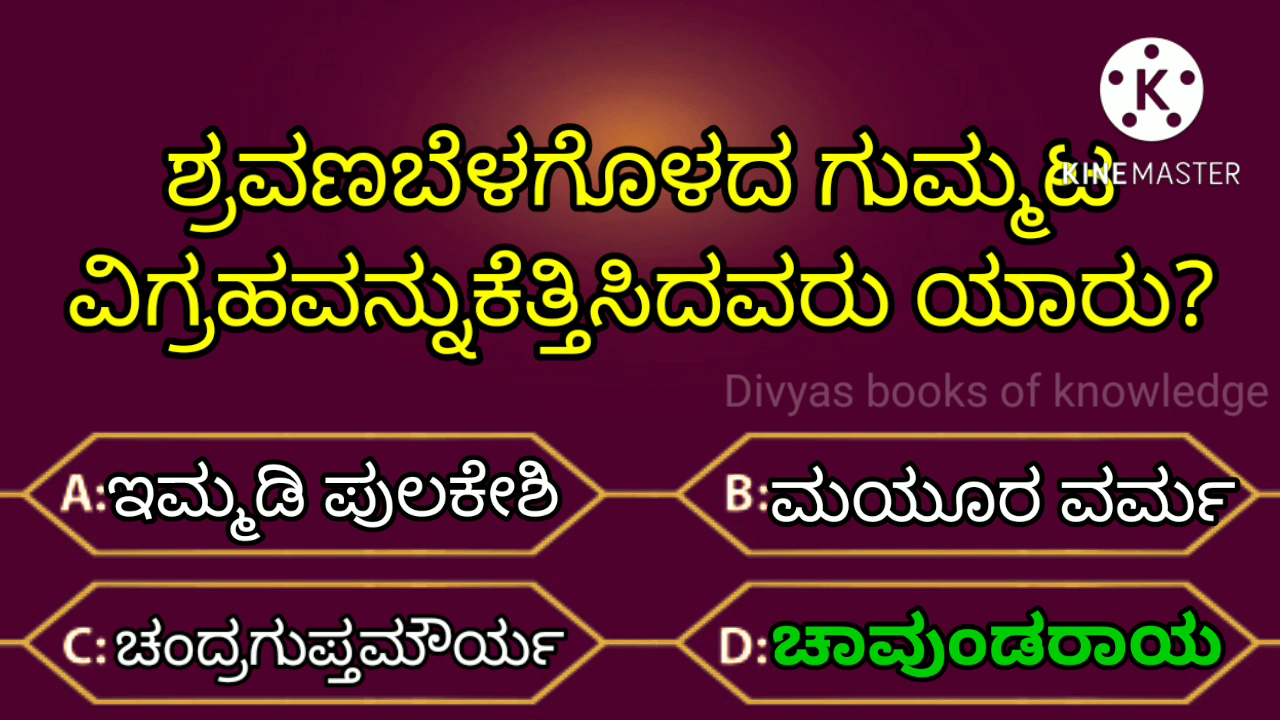 K
KINEMASTER
ಶ್ರವಣಬೆಳಗೊಳದ ಗುಮ್ಮಟ
ವಿಗ್ರಹವನ್ನುಕೆತ್ತಿಸಿದವರು ಯಾರು?
Divyas books of knowledge
A:ಇಮ್ಮಡಿ ಪುಲಕೇಶಿ
B:ಮಯೂರ ವರ್ಮ
C:ಚಂದ್ರಗುಪ್ತಮೌರ್ಯ
D:ಚಾವುಂಡರಾಯ